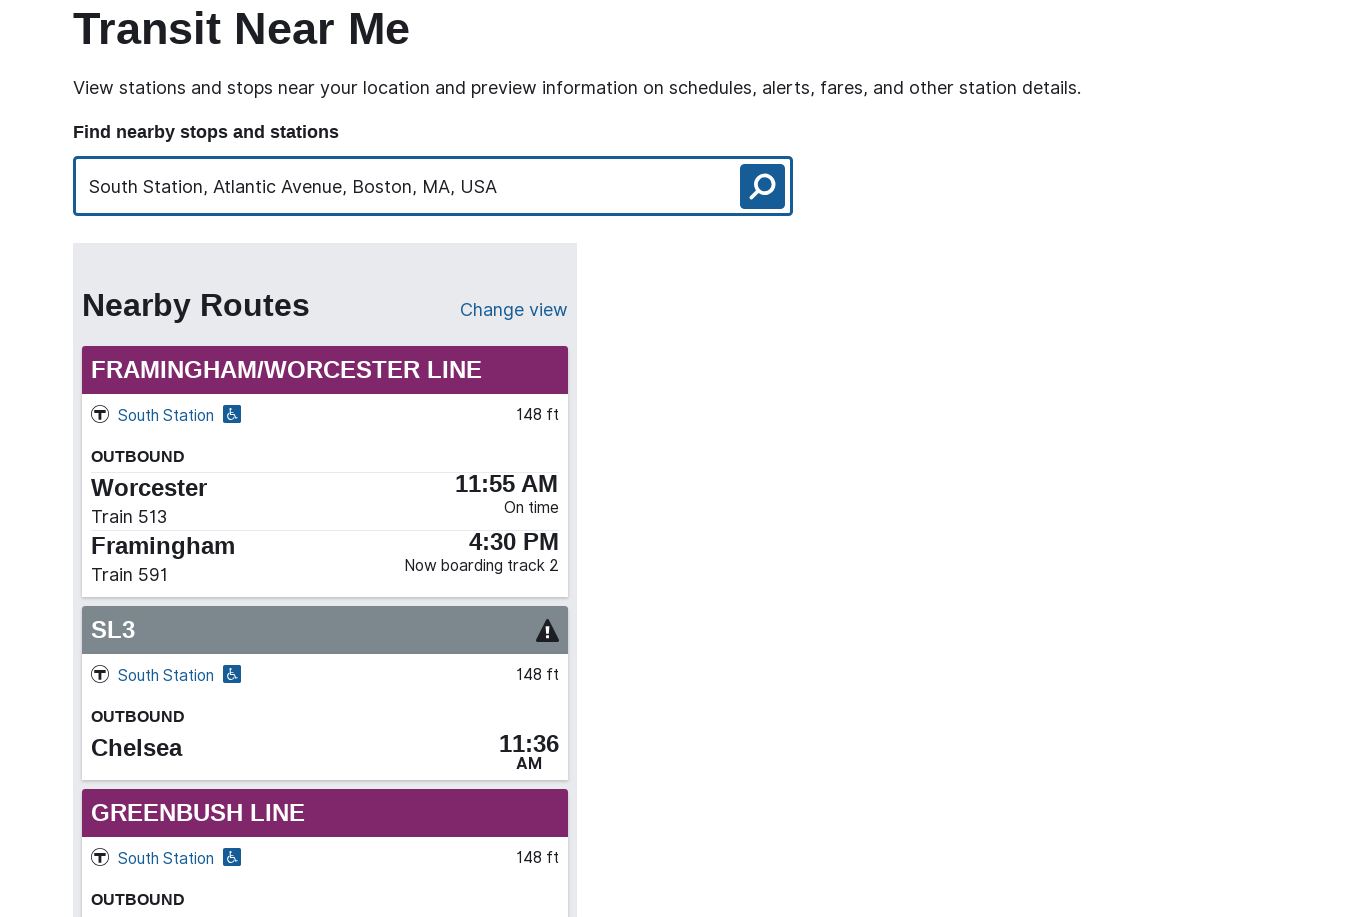 Transit Near Me
View stations and stops near your location and preview information on schedules, alerts, fares, and other station details.
Find nearby stops and stations
South Station, Atlantic Avenue, Boston, MA, USA
Nearby Routes
Change view
FRAMINGHAM/WORCESTER LINE
South Station 148 ft
OUTBOUND
Worcester 11:55 AM
Train 513 On time
Framingham 4:30 PM
Train 591 Now boarding track 2
SL3
South Station 148 ft
OUTBOUND
Chelsea 11:36
AM
GREENBUSH LINE
South Station 148 ft
OUTBOUND